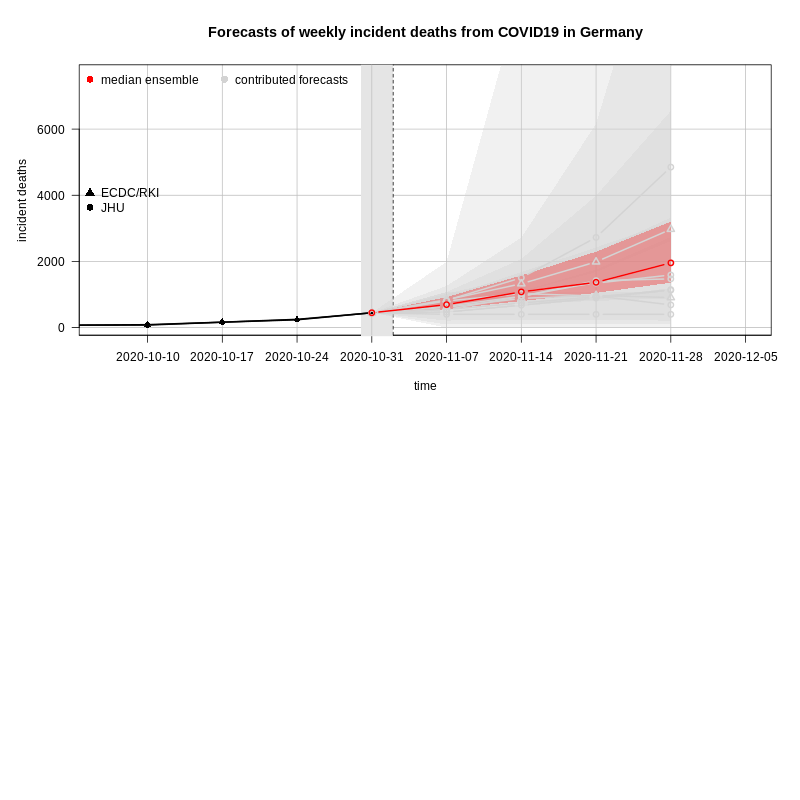 Forecasts of weekly incident deaths from COVID19 in Germany
median ensemble
contributed forecasts
ECDC/RKI
JHU
incident deaths
6000
4000
2000
0
2020-10-10 2020-10-17 2020-10-24 2020-10-31 2020-11-07 2020-11-14 2020-11-21 2020-11-28 2020-12-05
time